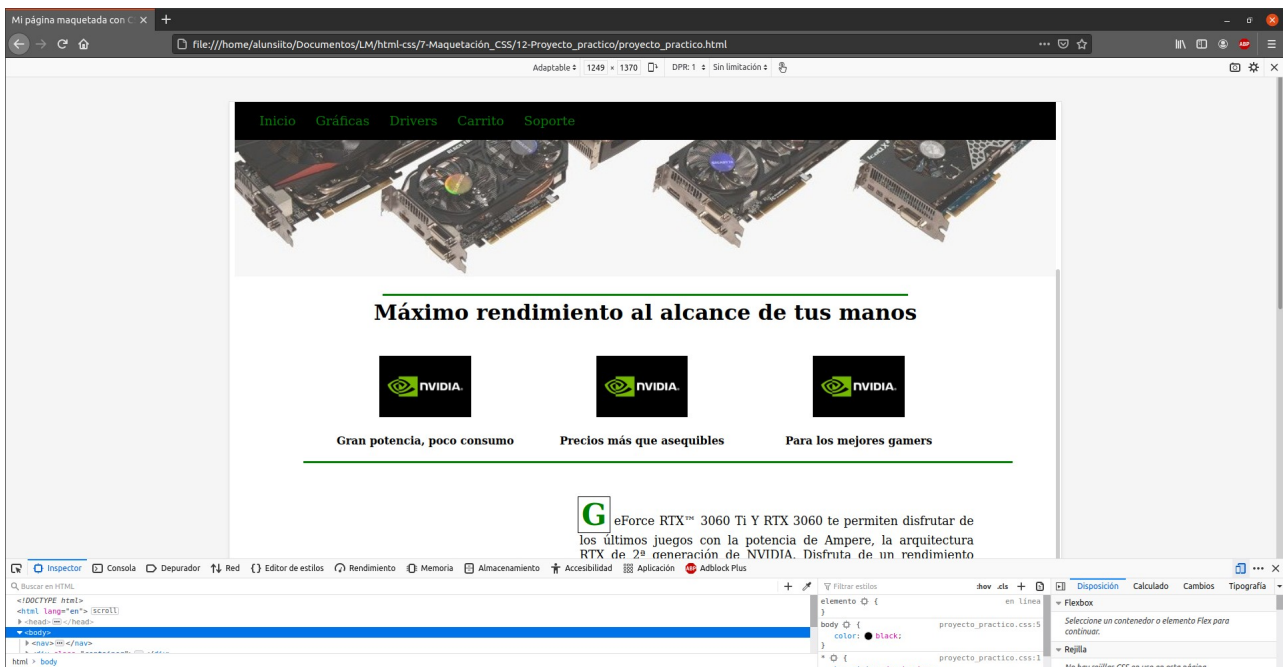 Mi página maquetada con C
file:///home/alunsiito/Documentos/LM/html-css/7-Maquetación_CSS/12-Proyecto_practico/proyecto_practico.html
ABP
Adaptable 1249 × 1370 DPR: 1 Sin limitación
Inicio Gráficas Drivers Carrito Soporte
Máximo rendimiento al alcance de tus manos
NVIDIA. NVIDIA. NVIDIA.
Gran potencia, poco consumo Precios más que asequibles Para los mejores gamers
GeForce RTX™ 3060 Ti Y RTX 3060 te permiten disfrutar de
los últimos juegos con la potencia de Ampere, la arquitectura
RTX de 2ª generación de NVIDIA. Disfruta de un rendimiento
Inspector Consola Depurador Red {} Editor de estilos Rendimiento Memoria Almacenamiento Accesibilidad Aplicación ABP Adblock Plus
Buscar en HTML + Filtrar estilos :hov .cls + Disposición Calculado Cambios Tipografía
<!DOCTYPE html>
<html lang="en"> scroll
<head> </head>
<body>
<nav> </nav>
elemento { en línea
}
body { proyecto_practico.css:5
color: black;
}
* { proyecto_practico.css:1
Flexbox
Seleccione un contenedor o elemento Flex para
continuar.
Rejilla
html > body